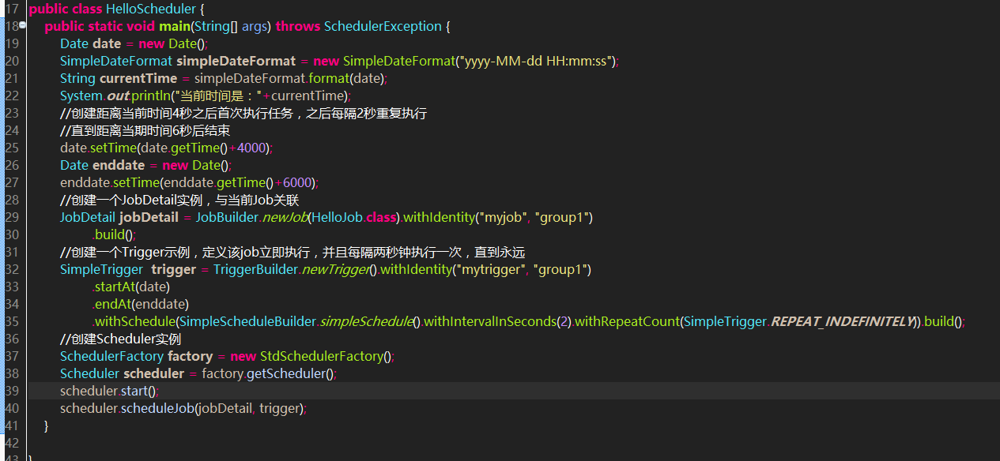 17 public class HelloScheduler {
18 public static void main(String[] args) throws SchedulerException {
19 Date date = new Date();
20 SimpleDateFormat simpleDateFormat = new SimpleDateFormat("yyyy-MM-dd HH:mm:ss");
21 String currentTime = simpleDateFormat.format(date);
22 System.out.println("当前时间是："+currentTime);
23 //创建距离当前时间4秒之后首次执行任务，之后每隔2秒重复执行
24 //直到距离当期时间6秒后结束
25 date.setTime(date.getTime()+4000);
26 Date enddate = new Date();
27 enddate.setTime(enddate.getTime()+6000);
28 //创建一个JobDetail实例，与当前Job关联
29 JobDetail jobDetail = JobBuilder.newJob(HelloJob.class).withIdentity("myjob", "group1")
30 .build();
31 //创建一个Trigger示例，定义该job立即执行，并且每隔两秒钟执行一次，直到永远
32 SimpleTrigger  trigger = TriggerBuilder.newTrigger().withIdentity("mytrigger", "group1")
33 .startAt(date)
34 .endAt(enddate)
35 .withSchedule(SimpleScheduleBuilder.simpleSchedule().withIntervalInSeconds(2).withRepeatCount(SimpleTrigger.REPEAT_INDEFINITELY)).build();
36 //创建Scheduler实例
37 SchedulerFactory factory = new StdSchedulerFactory();
38 Scheduler scheduler = factory.getScheduler();
39 scheduler.start();
40 scheduler.scheduleJob(jobDetail, trigger);
41 }
42
43 }